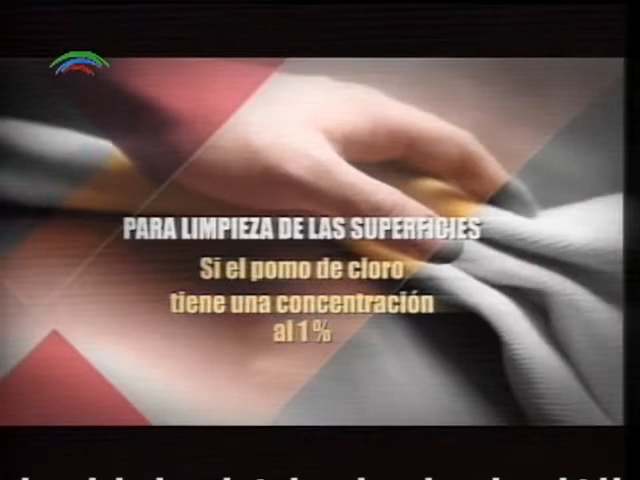 PARA LIMPIEZA DE LAS SUPERFICIES
Si el pomo de cloro
tiene una concentración
al 1%